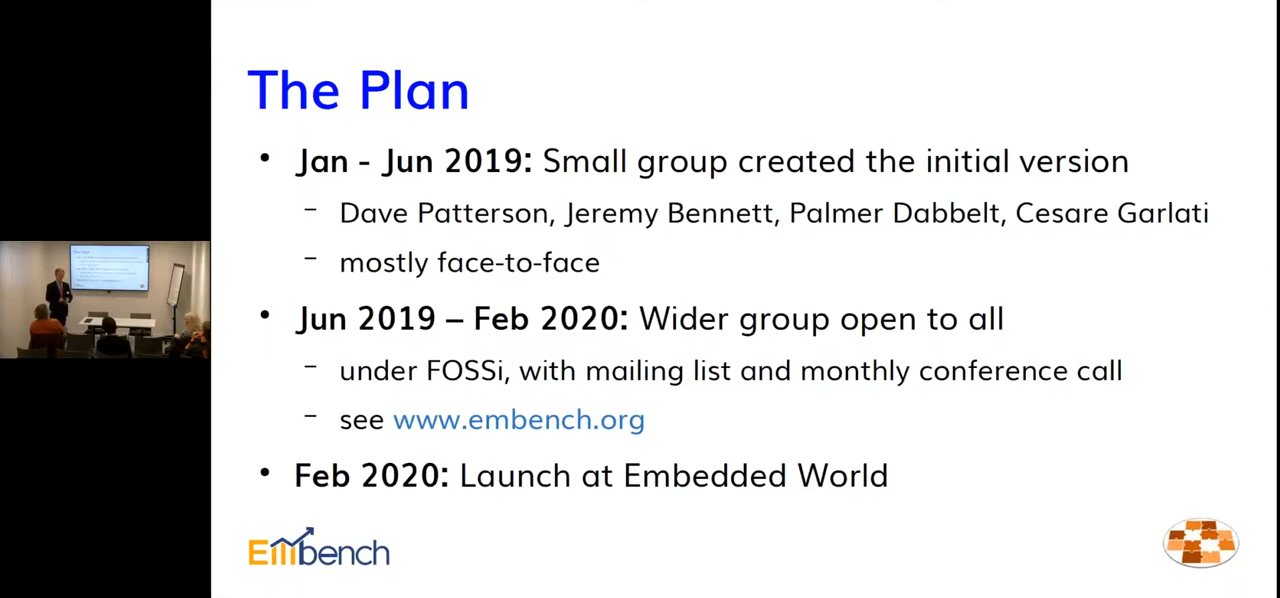 The Plan
• Jan - Jun 2019: Small group created the initial version
– Dave Patterson, Jeremy Bennett, Palmer Dabbelt, Cesare Garlati
– mostly face-to-face
• Jun 2019 – Feb 2020: Wider group open to all
– under FOSSi, with mailing list and monthly conference call
– see www.embench.org
• Feb 2020: Launch at Embedded World
Embench